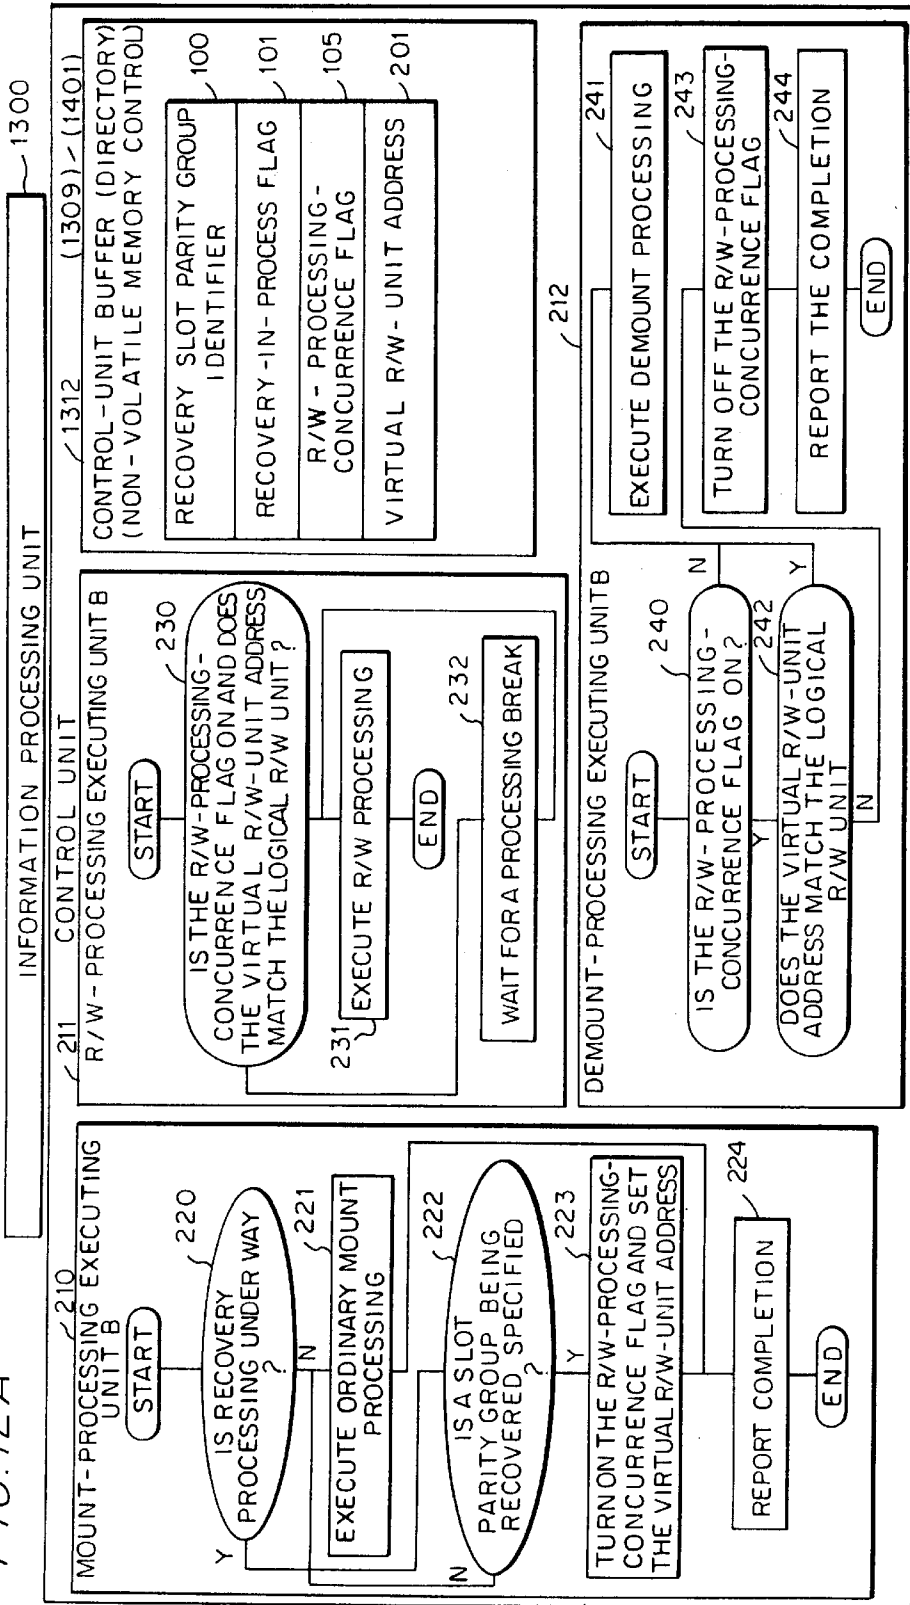 FIG. 12A
INFORMATION PROCESSING UNIT
1300
CONTROL UNIT
210
MOUNT-PROCESSING EXECUTING
UNIT B
START
220
IS RECOVERY
PROCESSING UNDER WAY
?
Y
N
221
EXECUTE ORDINARY MOUNT
PROCESSING
222
IS A SLOT
PARITY GROUP BEING
RECOVERED SPECIFIED
?
N
Y
223
TURN ON THE R/W-PROCESSING-
CONCURRENCE FLAG AND SET
THE VIRTUAL R/W-UNIT ADDRESS
224
REPORT COMPLETION
END
211
R/W-PROCESSING EXECUTING UNIT B
START
230
IS THE R/W-PROCESSING-
CONCURRENCE FLAG ON AND DOES
THE VIRTUAL R/W-UNIT ADDRESS
MATCH THE LOGICAL R/W UNIT ?
231
EXECUTE R/W PROCESSING
END
232
WAIT FOR A PROCESSING BREAK
1312
(1309)~(1401)
CONTROL-UNIT BUFFER (DIRECTORY)
(NON-VOLATILE MEMORY CONTROL)
RECOVERY SLOT PARITY GROUP
IDENTIFIER
100
RECOVERY-IN-PROCESS FLAG
101
R/W-PROCESSING-
CONCURRENCE FLAG
105
VIRTUAL R/W-UNIT ADDRESS
201
212
DEMOUNT-PROCESSING EXECUTING UNIT B
START
240
IS THE R/W-PROCESSING-
CONCURRENCE FLAG ON ?
N
Y
242
DOES THE VIRTUAL R/W-UNIT
ADDRESS MATCH THE LOGICAL
R/W UNIT
Y
N
241
EXECUTE DEMOUNT PROCESSING
243
TURN OFF THE R/W-PROCESSING-
CONCURRENCE FLAG
244
REPORT THE COMPLETION
END